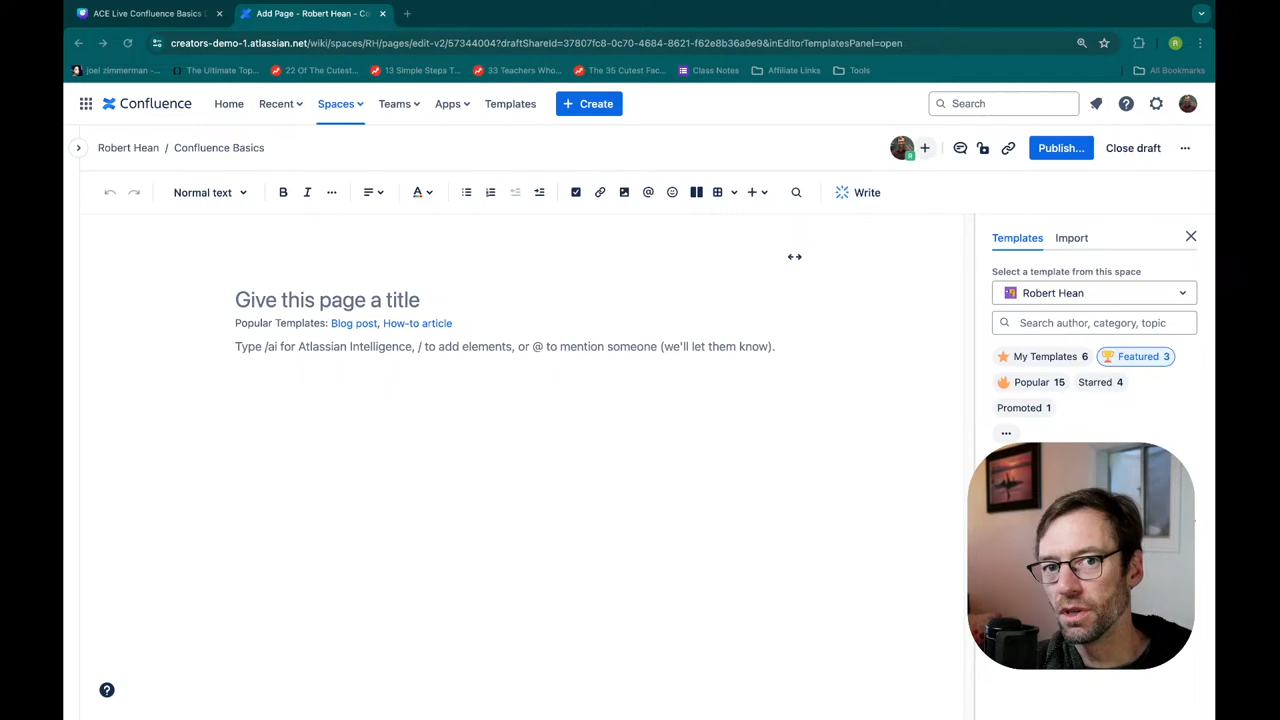 ACE Live Confluence Basics
Add Page - Robert Hean - Co
creators-demo-1.atlassian.net/wiki/spaces/RH/pages/edit-v2/57344004?draftShareId=37807fc8-0c70-4684-8621-f62e8b36a9e9&inEditorTemplatesPanel=open
R
joei zimmerman -...
The Ultimate Top...
22 Of The Cutest...
13 Simple Steps T...
33 Teachers Who...
The 35 Cutest Fac...
Class Notes
Affiliate Links
Tools
All Bookmarks
Confluence
Home
Recent
Spaces
Teams
Apps
Templates
+ Create
Search
Robert Hean / Confluence Basics
R
Publish...
Close draft
Normal text
B
I
A
Write
Templates
Import
Give this page a title
Popular Templates: Blog post, How-to article
Type /ai for Atlassian Intelligence, / to add elements, or @ to mention someone (we'll let them know).
Select a template from this space
Robert Hean
Search author, category, topic
My Templates 6
Featured 3
Popular 15
Starred 4
Promoted 1